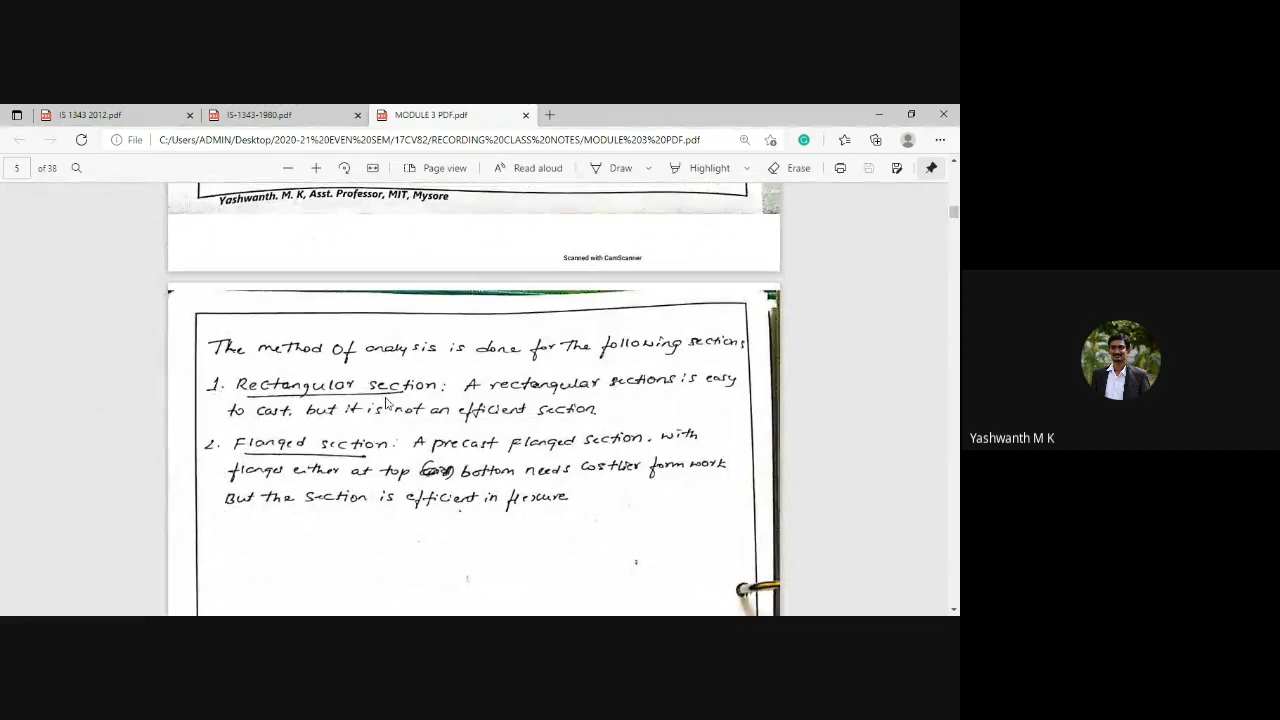 IS 1343 2012.pdf
IS-1343-1980.pdf
MODULE 3 PDF.pdf
File
C:/Users/ADMIN/Desktop/2020-21%20EVEN%20SEM/17CV82/RECORDING%20CLASS%20NOTES/MODULE%203%20PDF.pdf
5 of 38
Page view
Read aloud
Draw
Highlight
Erase
Yashwanth. M. K, Asst. Professor, MIT, Mysore
Scanned with CamScanner
The method of analysis is done for the following sections
1. Rectangular section: A rectangular sections is easy
to cast. but it is not an efficient section.
2. Flanged section: A precast flanged section. with
flanged either at top (or) bottom needs costlier form work
But the section is efficient in flexure
Yashwanth M K